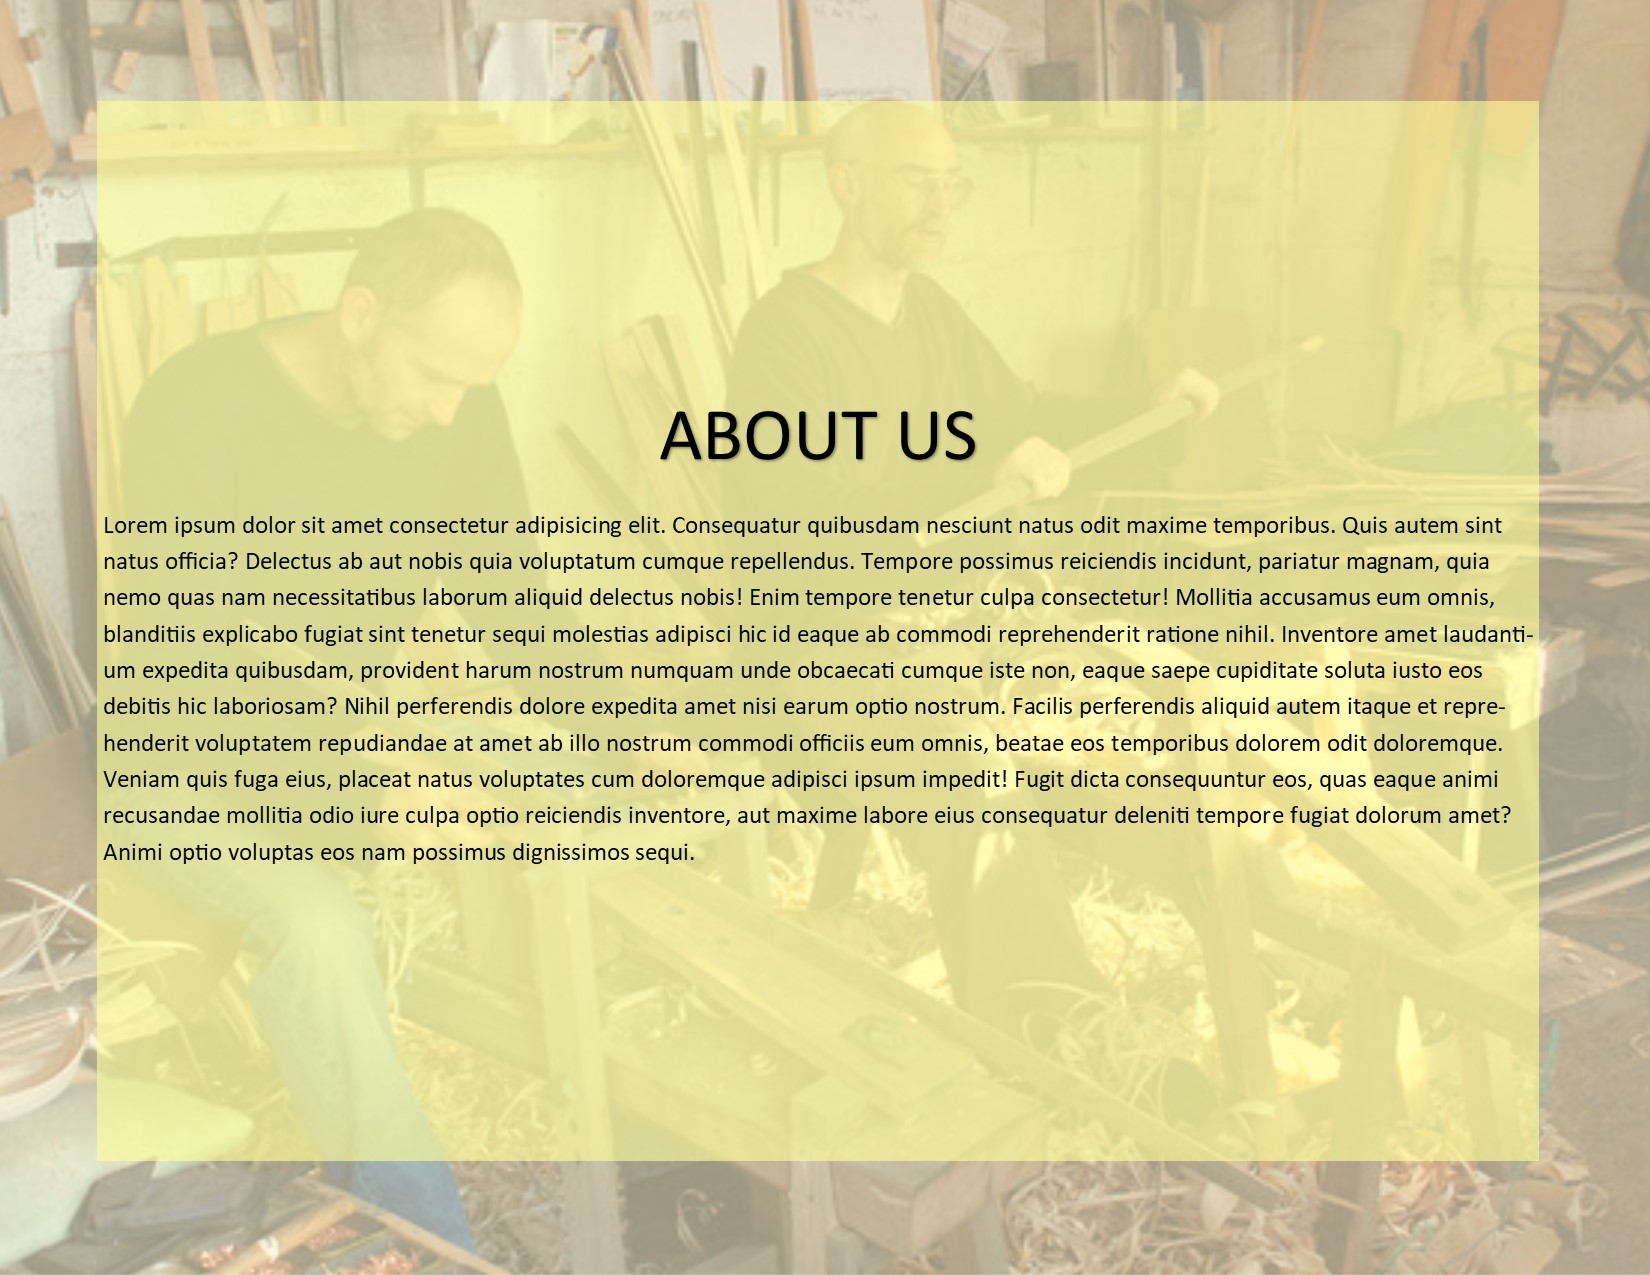 ABOUT US
Lorem ipsum dolor sit amet consectetur adipisicing elit. Consequatur quibusdam nesciunt natus odit maxime temporibus. Quis autem sint
natus officia? Delectus ab aut nobis quia voluptatum cumque repellendus. Tempore possimus reiciendis incidunt, pariatur magnam, quia
nemo quas nam necessitatibus laborum aliquid delectus nobis! Enim tempore tenetur culpa consectetur! Mollitia accusamus eum omnis,
blanditiis explicabo fugiat sint tenetur sequi molestias adipisci hic id eaque ab commodi reprehenderit ratione nihil. Inventore amet laudanti-
um expedita quibusdam, provident harum nostrum numquam unde obcaecati cumque iste non, eaque saepe cupiditate soluta iusto eos
debitis hic laboriosam? Nihil perferendis dolore expedita amet nisi earum optio nostrum. Facilis perferendis aliquid autem itaque et repre-
henderit voluptatem repudiandae at amet ab illo nostrum commodi officiis eum omnis, beatae eos temporibus dolorem odit doloremque.
Veniam quis fuga eius, placeat natus voluptates cum doloremque adipisci ipsum impedit! Fugit dicta consequuntur eos, quas eaque animi
recusandae mollitia odio iure culpa optio reiciendis inventore, aut maxime labore eius consequatur deleniti tempore fugiat dolorum amet?
Animi optio voluptas eos nam possimus dignissimos sequi.